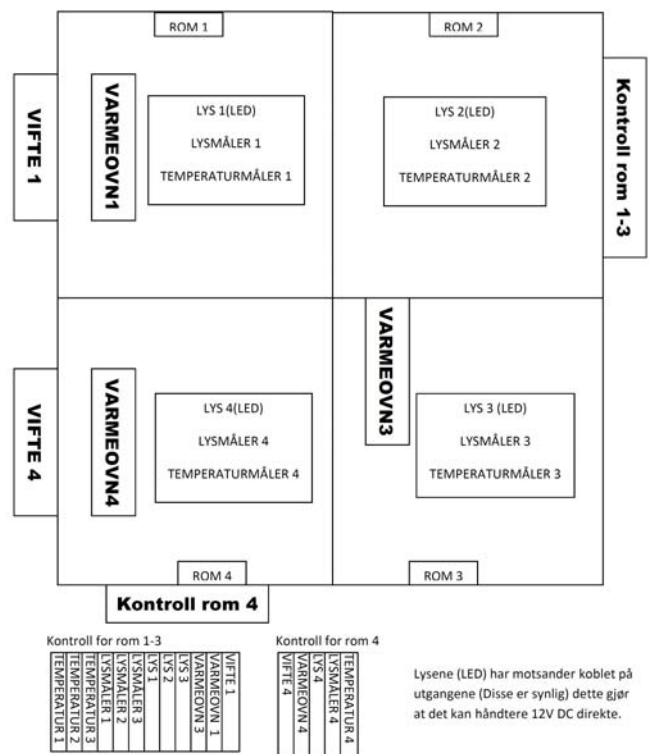 ROM 1
ROM 2
VIFTE 1
VARMEOVN1
LYS 1(LED)
LYSMÅLER 1
TEMPERATURMÅLER 1
LYS 2(LED)
LYSMÅLER 2
TEMPERATURMÅLER 2
Kontroll rom 1-3
VIFTE 4
VARMEOVN4
LYS 4(LED)
LYSMÅLER 4
TEMPERATURMÅLER 4
VARMEOVN3
LYS 3 (LED)
LYSMÅLER 3
TEMPERATURMÅLER 3
ROM 4
ROM 3
Kontroll rom 4
Kontroll for rom 1-3
TEMPERATUR 1
TEMPERATUR 2
TEMPERATUR 3
LYSMÅLER 1
LYSMÅLER 2
LYSMÅLER 3
LYS 1
LYS 2
LYS 3
VARMEOVN 3
VARMEOVN 1
VIFTE 1
Kontroll for rom 4
VIFTE 4
VARMEOVN 4
LYS 4
LYSMÅLER 4
TEMPERATUR 4
Lysene (LED) har motsander koblet på
utgangene (Disse er synlig) dette gjør
at det kan håndtere 12V DC direkte.